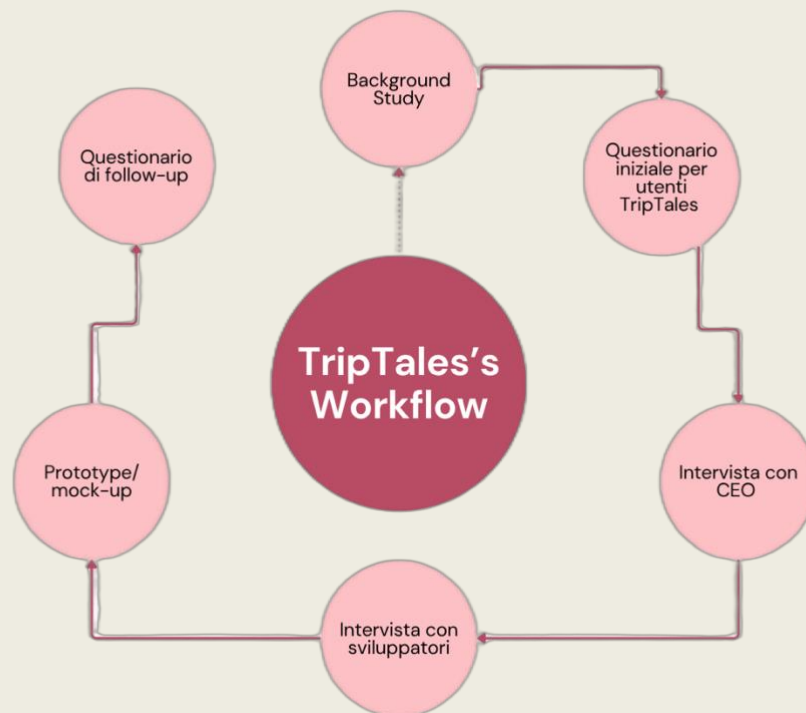 TripTales's
Workflow
Background
Study
Questionario
iniziale per
utenti
TripTales
Intervista con
CEO
Intervista con
sviluppatori
Prototype/
mock-up
Questionario
di follow-up